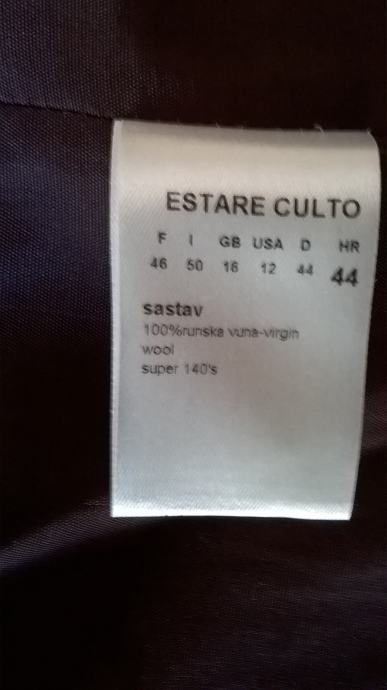 ESTARE CULTO
F I GB USA D HR
46 50 16 12 44 44
sastav
100%runska vuna-virgin
wool
super 140's